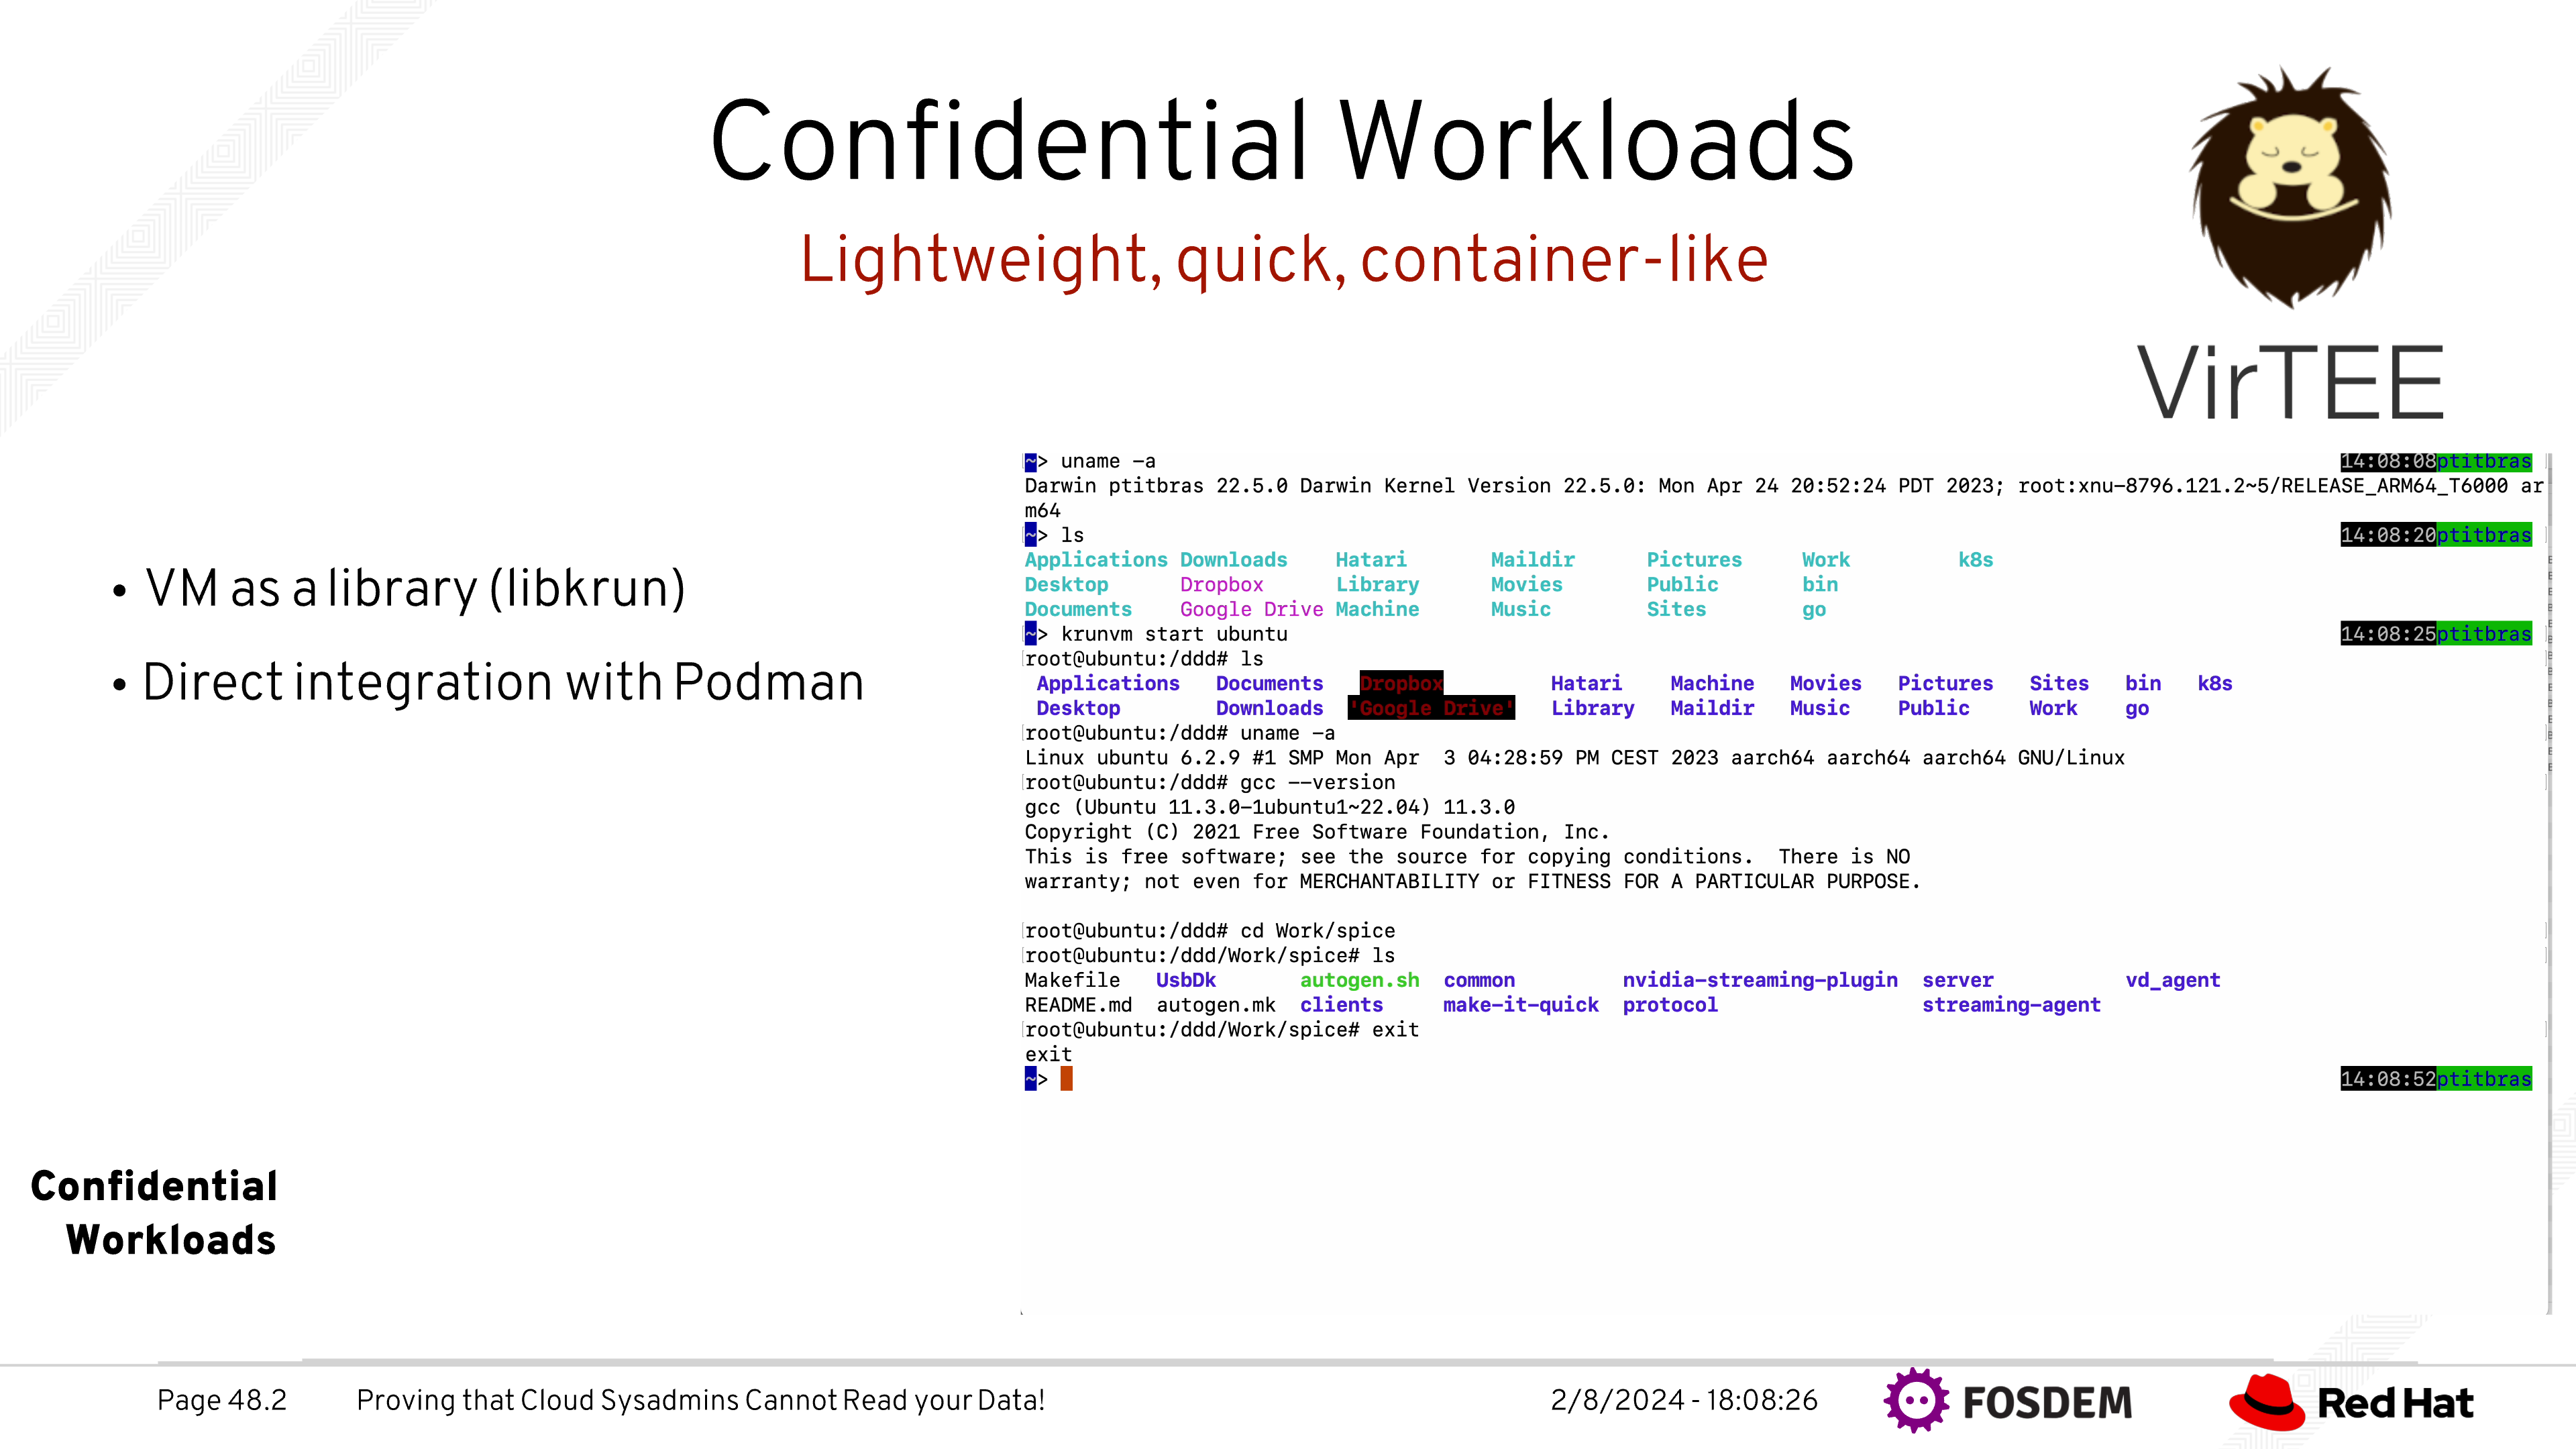 Confidential Workloads
Lightweight, quick, container-like
VirTEE
• VM as a library (libkrun)
• Direct integration with Podman
~> uname -a 14:08:08ptitbras
Darwin ptitbras 22.5.0 Darwin Kernel Version 22.5.0: Mon Apr 24 20:52:24 PDT 2023; root:xnu-8796.121.2~5/RELEASE_ARM64_T6000 ar
m64
~> ls 14:08:20ptitbras
Applications Downloads Hatari Maildir Pictures Work k8s
Desktop Dropbox Library Movies Public bin
Documents Google Drive Machine Music Sites go
~> krunvm start ubuntu 14:08:25ptitbras
root@ubuntu:/ddd# ls
Applications Documents Dropbox Hatari Machine Movies Pictures Sites bin k8s
Desktop Downloads 'Google Drive' Library Maildir Music Public Work go
root@ubuntu:/ddd# uname -a
Linux ubuntu 6.2.9 #1 SMP Mon Apr  3 04:28:59 PM CEST 2023 aarch64 aarch64 aarch64 GNU/Linux
root@ubuntu:/ddd# gcc --version
gcc (Ubuntu 11.3.0-1ubuntu1~22.04) 11.3.0
Copyright (C) 2021 Free Software Foundation, Inc.
This is free software; see the source for copying conditions.  There is NO
warranty; not even for MERCHANTABILITY or FITNESS FOR A PARTICULAR PURPOSE.
root@ubuntu:/ddd# cd Work/spice
root@ubuntu:/ddd/Work/spice# ls
Makefile UsbDk autogen.sh common nvidia-streaming-plugin server vd_agent
README.md autogen.mk clients make-it-quick protocol streaming-agent
root@ubuntu:/ddd/Work/spice# exit
exit
~> 14:08:52ptitbras
Confidential
Workloads
Page 48.2 Proving that Cloud Sysadmins Cannot Read your Data! 2/8/2024 - 18:08:26 FOSDEM Red Hat